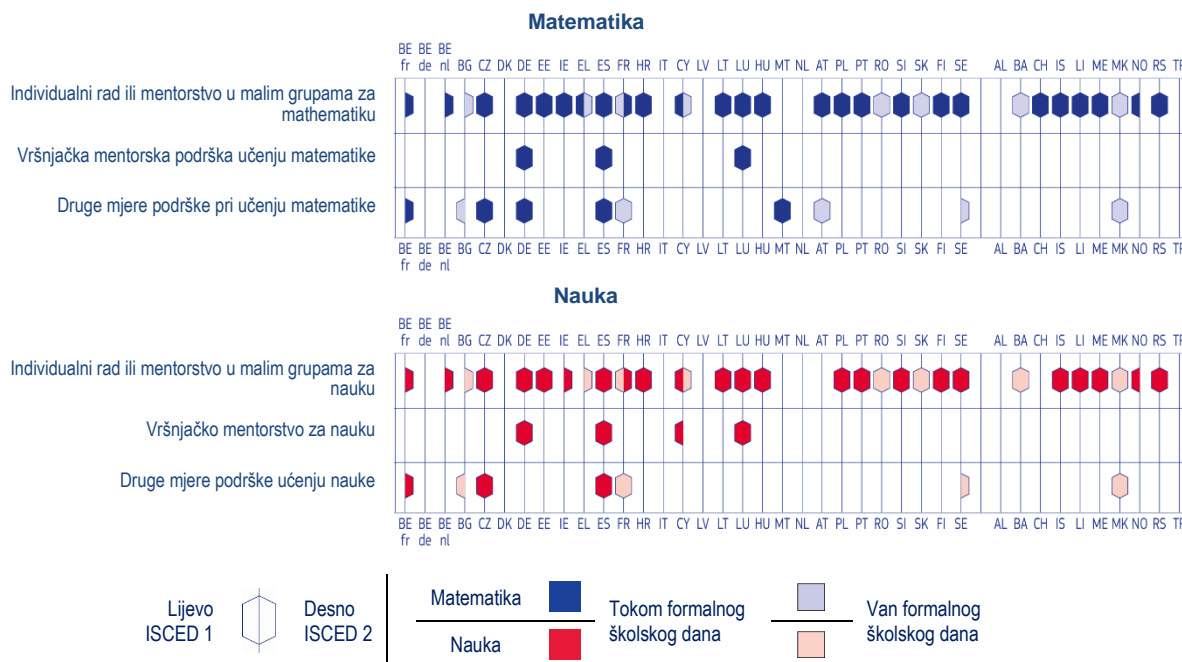 Matematika
BE BE BE
fr de nl BG CZ DK DE EE IE EL ES FR HR IT CY LV LT LU HU MT NL AT PL PT RO SI SK FI SE AL BA CH IS LI ME MK NO RS TR
Individualni rad ili mentorstvo u malim grupama za
mathematiku
Vršnjačka mentorska podrška učenju matematike
Druge mjere podrške pri učenju matematike
BE BE BE BG CZ DK DE EE IE EL ES FR HR IT CY LV LT LU HU MT NL AT PL PT RO SI SK FI SE AL BA CH IS LI ME MK NO RS TR
fr de nl
Nauka
BE BE BE
fr de nl BG CZ DK DE EE IE EL ES FR HR IT CY LV LT LU HU MT NL AT PL PT RO SI SK FI SE AL BA CH IS LI ME MK NO RS TR
Individualni rad ili mentorstvo u malim grupama za
nauku
Vršnjačko mentorstvo za nauku
Druge mjere podrške ućenju nauke
BE BE BE BG CZ DK DE EE IE EL ES FR HR IT CY LV LT LU HU MT NL AT PL PT RO SI SK FI SE AL BA CH IS LI ME MK NO RS TR
fr de nl
Lijevo
ISCED 1
Desno
ISCED 2
Matematika
Nauka
Tokom formalnog
školskog dana
Van formalnog
školskog dana